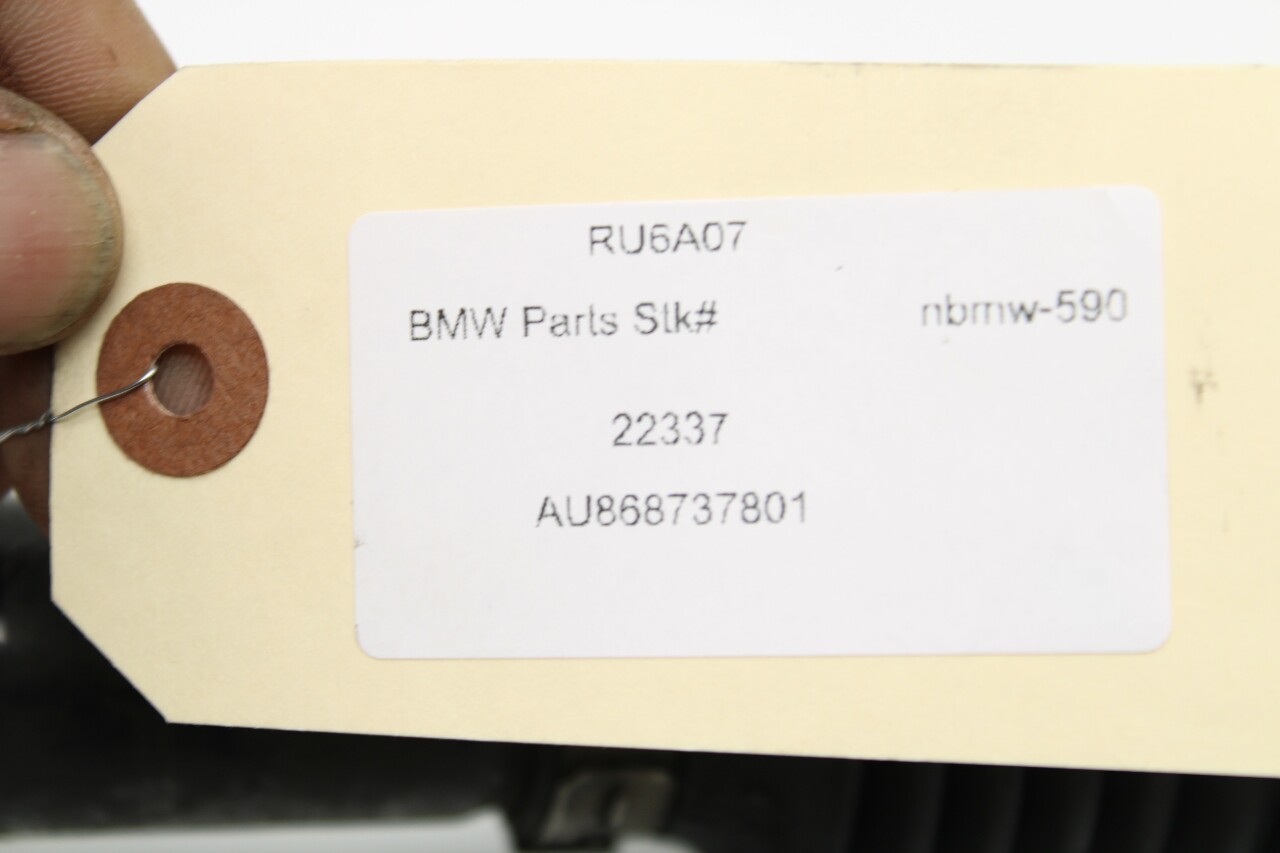 RU6A07
BMW Parts Stk# nbmw-590
22337
AU868737801